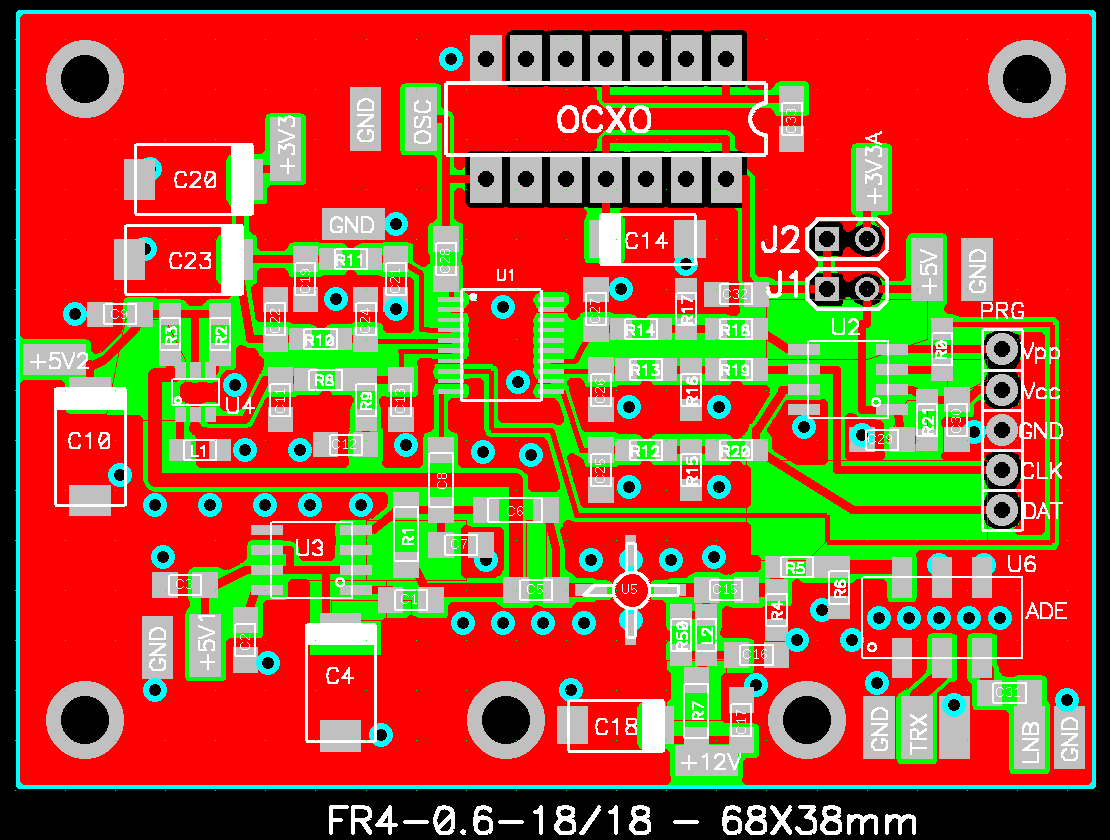 GND
OSC
OCXO
C33
+3V3
C20
+3V3A
GND
C14
J2
C23
R11
C28
U1
+5V
GND
C19
C21
J1
C32
PRG
C9
R3
R2
C22
C24
R10
C27
R14
R17
R18
U2
R0
Vpp
+5V2
R8
R13
R19
Vcc
U4
C11
R9
C13
C26
R16
C10
L1
C12
R12
R20
C29
R21
C30
GND
C25
R15
C8
CLK
C6
DAT
U3
R1
C7
R5
U6
C3
C1
C5
U5
C15
R4
R6
ADE
GND
+5V1
C2
R50
L2
C16
C4
R7
C17
C18
C31
GND
TRX
LNB
GND
+12V
FR4-0.6-18/18 - 68X38mm